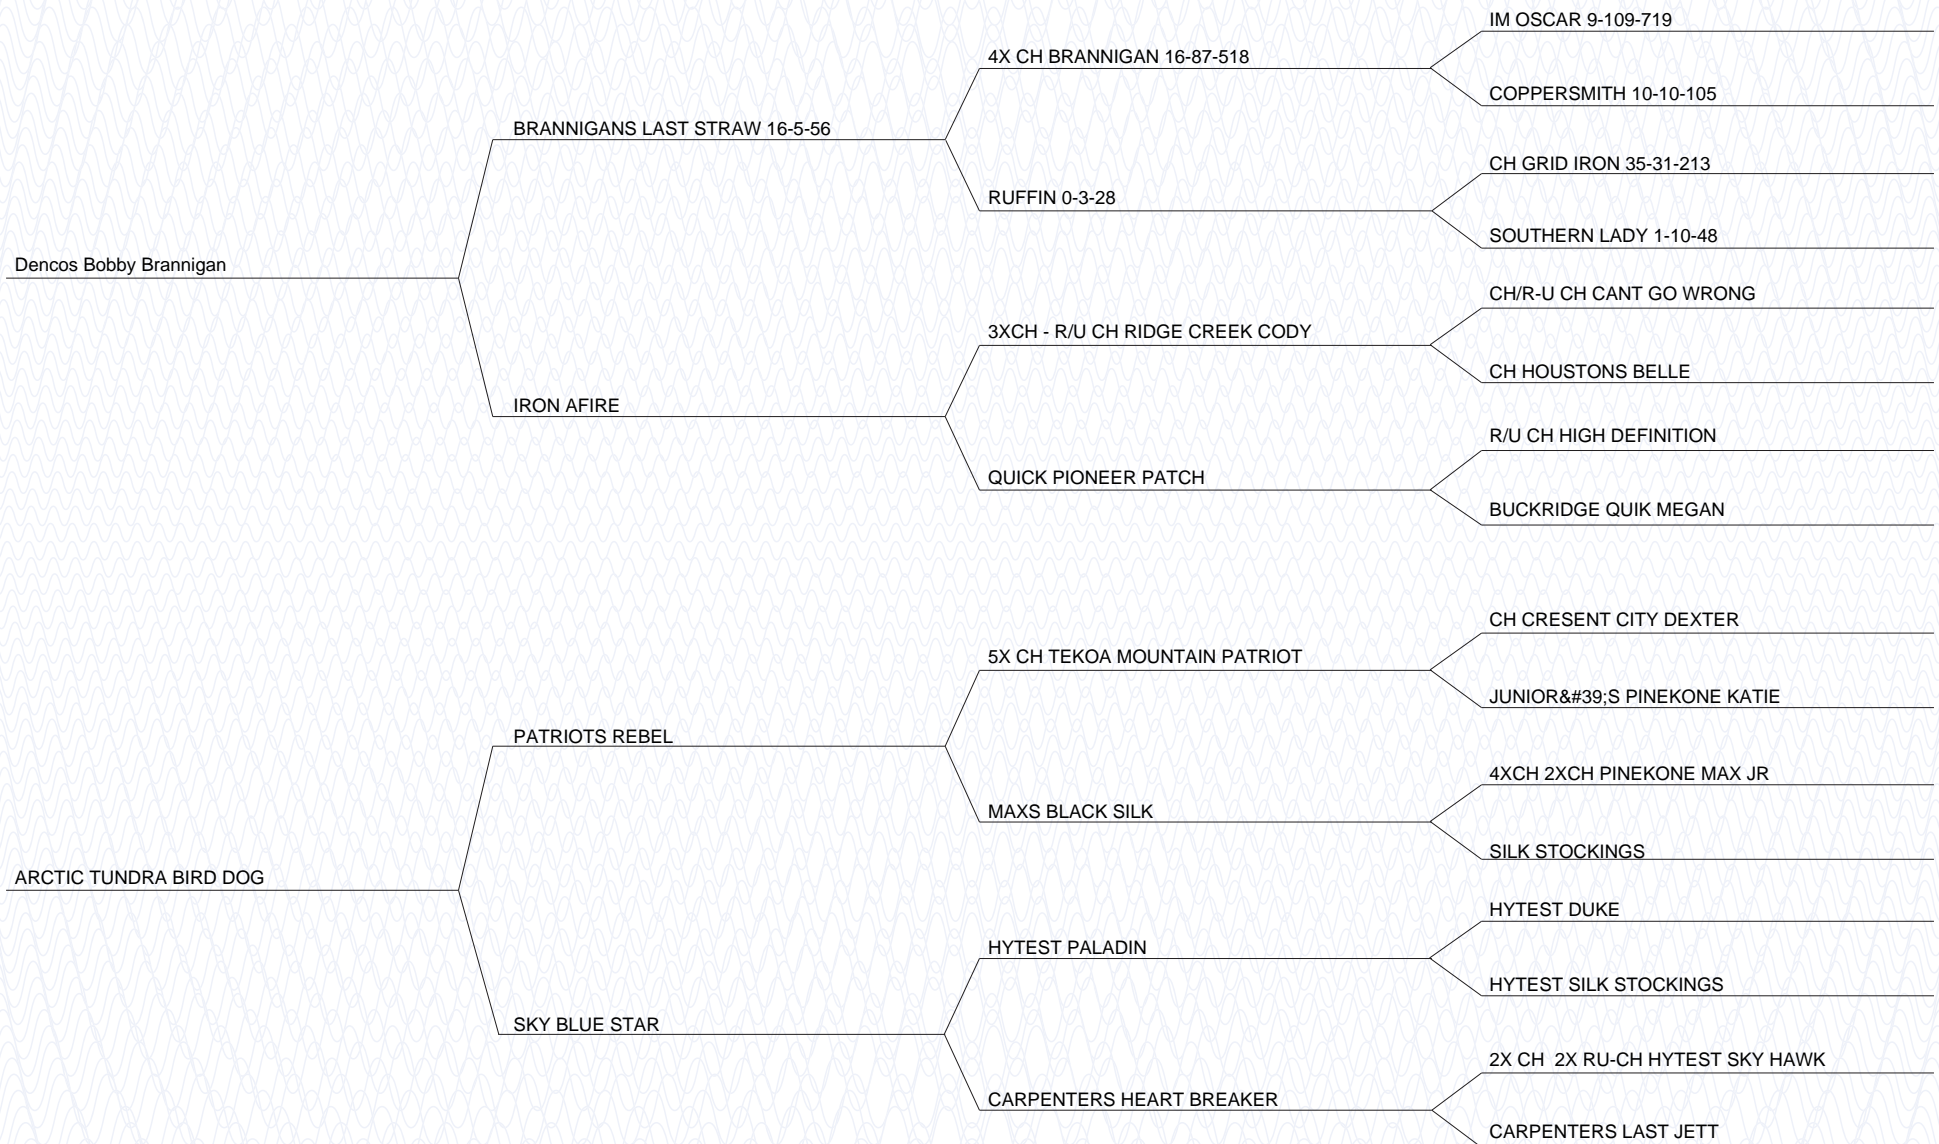 IM OSCAR 9-109-719
4X CH BRANNIGAN 16-87-518
COPPERSMITH 10-10-105
BRANNIGANS LAST STRAW 16-5-56
CH GRID IRON 35-31-213
RUFFIN 0-3-28
SOUTHERN LADY 1-10-48
Dencos Bobby Brannigan
CH/R-U CH CANT GO WRONG
3XCH - R/U CH RIDGE CREEK CODY
CH HOUSTONS BELLE
IRON AFIRE
R/U CH HIGH DEFINITION
QUICK PIONEER PATCH
BUCKRIDGE QUIK MEGAN
CH CRESENT CITY DEXTER
5X CH TEKOA MOUNTAIN PATRIOT
JUNIOR&#39;S PINEKONE KATIE
PATRIOTS REBEL
4XCH 2XCH PINEKONE MAX JR
MAXS BLACK SILK
SILK STOCKINGS
ARCTIC TUNDRA BIRD DOG
HYTEST DUKE
HYTEST PALADIN
HYTEST SILK STOCKINGS
SKY BLUE STAR
2X CH  2X RU-CH HYTEST SKY HAWK
CARPENTERS HEART BREAKER
CARPENTERS LAST JETT